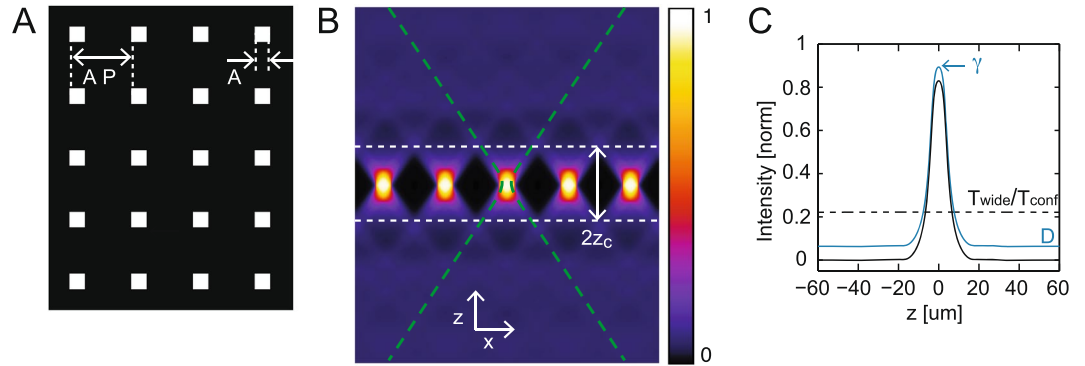 A
A P
A
B
2zc
z
x
1
0
C
Intensity [norm]
1
0.8
0.6
0.4
0.2
0
γ
Twide/Tconf
D
−60 −40 −20 0 20 40 60
z [um]